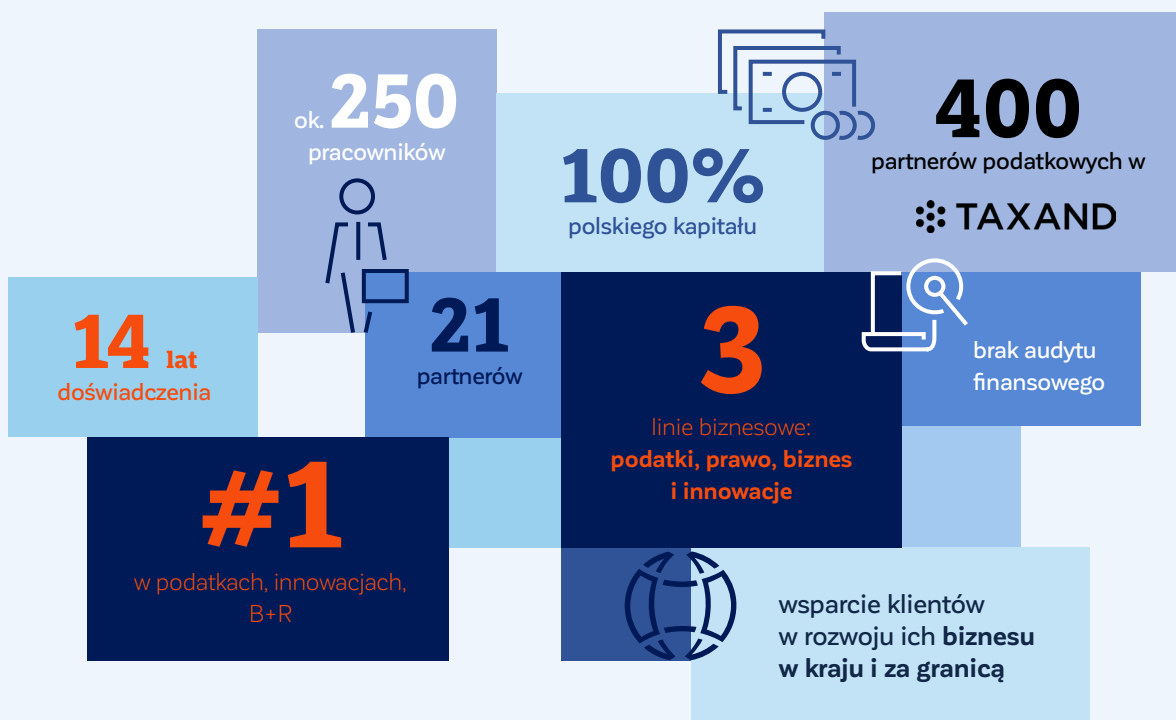 ok. 250
pracowników
100%
polskiego kapitału
400
partnerów podatkowych w
TAXAND
14 lat
doświadczenia
21
partnerów
3
linie biznesowe:
podatki, prawo, biznes
i innowacje
brak audytu
finansowego
#1
w podatkach, innowacjach,
B+R
wsparcie klientów
w rozwoju ich biznesu
w kraju i za granicą